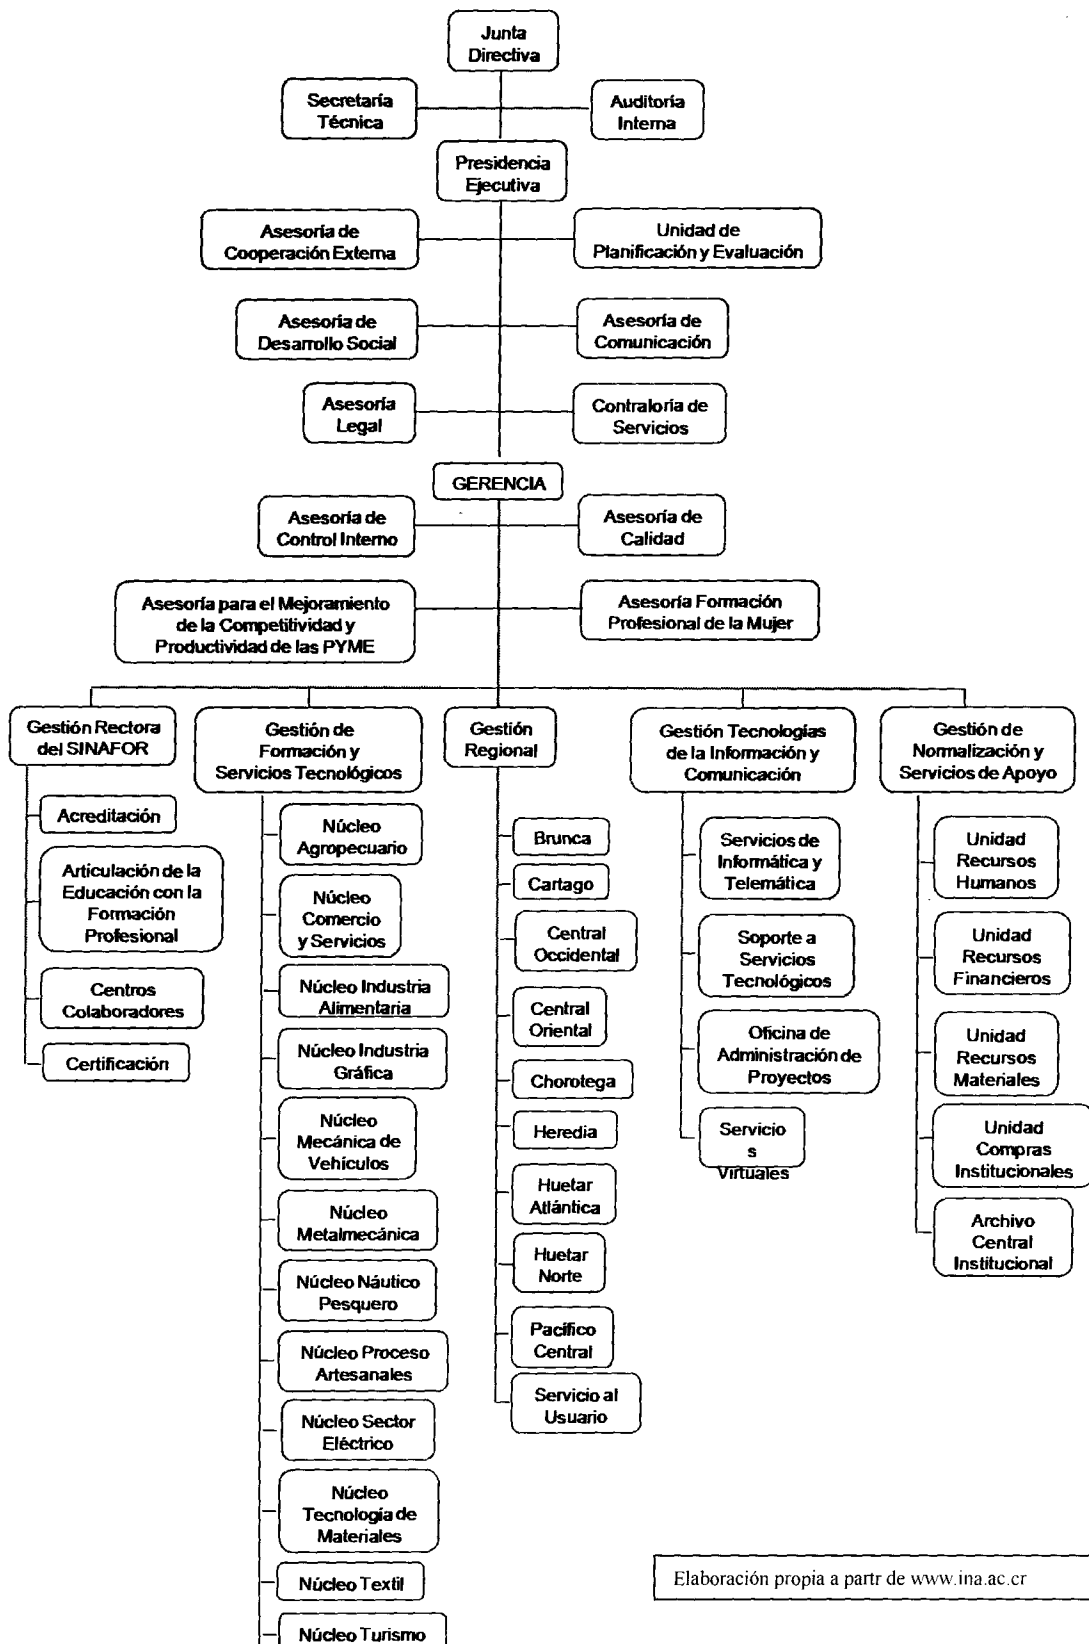 Junta
Directiva
Secretaría
Técnica
Auditoría
Interna
Presidencia
Ejecutiva
Asesoría de
Cooperación Externa
Unidad de
Planificación y Evaluación
Asesoría de
Desarrollo Social
Asesoría de
Comunicación
Asesoría
Legal
Contraloría de
Servicios
GERENCIA
Asesoría de
Control Interno
Asesoría de
Calidad
Asesoría para el Mejoramiento
de la Competitividad y
Productividad de las PYME
Asesoría Formación
Profesional de la Mujer
Gestión Rectora
del SINAFOR
Acreditación
Articulación de la
Educación con la
Formación
Profesional
Centros
Colaboradores
Certificación
Gestión de
Formación y
Servicios Tecnológicos
Núcleo
Agropecuario
Núcleo
Comercio
y Servicios
Núcleo Industria
Alimentaria
Núcleo Industria
Gráfica
Núcleo
Mecánica de
Vehículos
Núcleo
Metalmecánica
Núcleo Náutico
Pesquero
Núcleo Proceso
Artesanales
Núcleo Sector
Eléctrico
Núcleo
Tecnología de
Materiales
Núcleo Textil
Núcleo Turismo
Gestión
Regional
Brunca
Cartago
Central
Occidental
Central
Oriental
Chorotega
Heredia
Huetar
Atlántica
Huetar
Norte
Pacífico
Central
Servicio al
Usuario
Gestión Tecnologías
de la Información y
Comunicación
Servicios de
Informática y
Telemática
Soporte a
Servicios
Tecnológicos
Oficina de
Administración de
Proyectos
Servicio
s
Virtuales
Gestión de
Normalización y
Servicios de Apoyo
Unidad
Recursos
Humanos
Unidad
Recursos
Financieros
Unidad
Recursos
Materiales
Unidad
Compras
Institucionales
Archivo
Central
Institucional
Elaboración propia a partr de www.ina.ac.cr